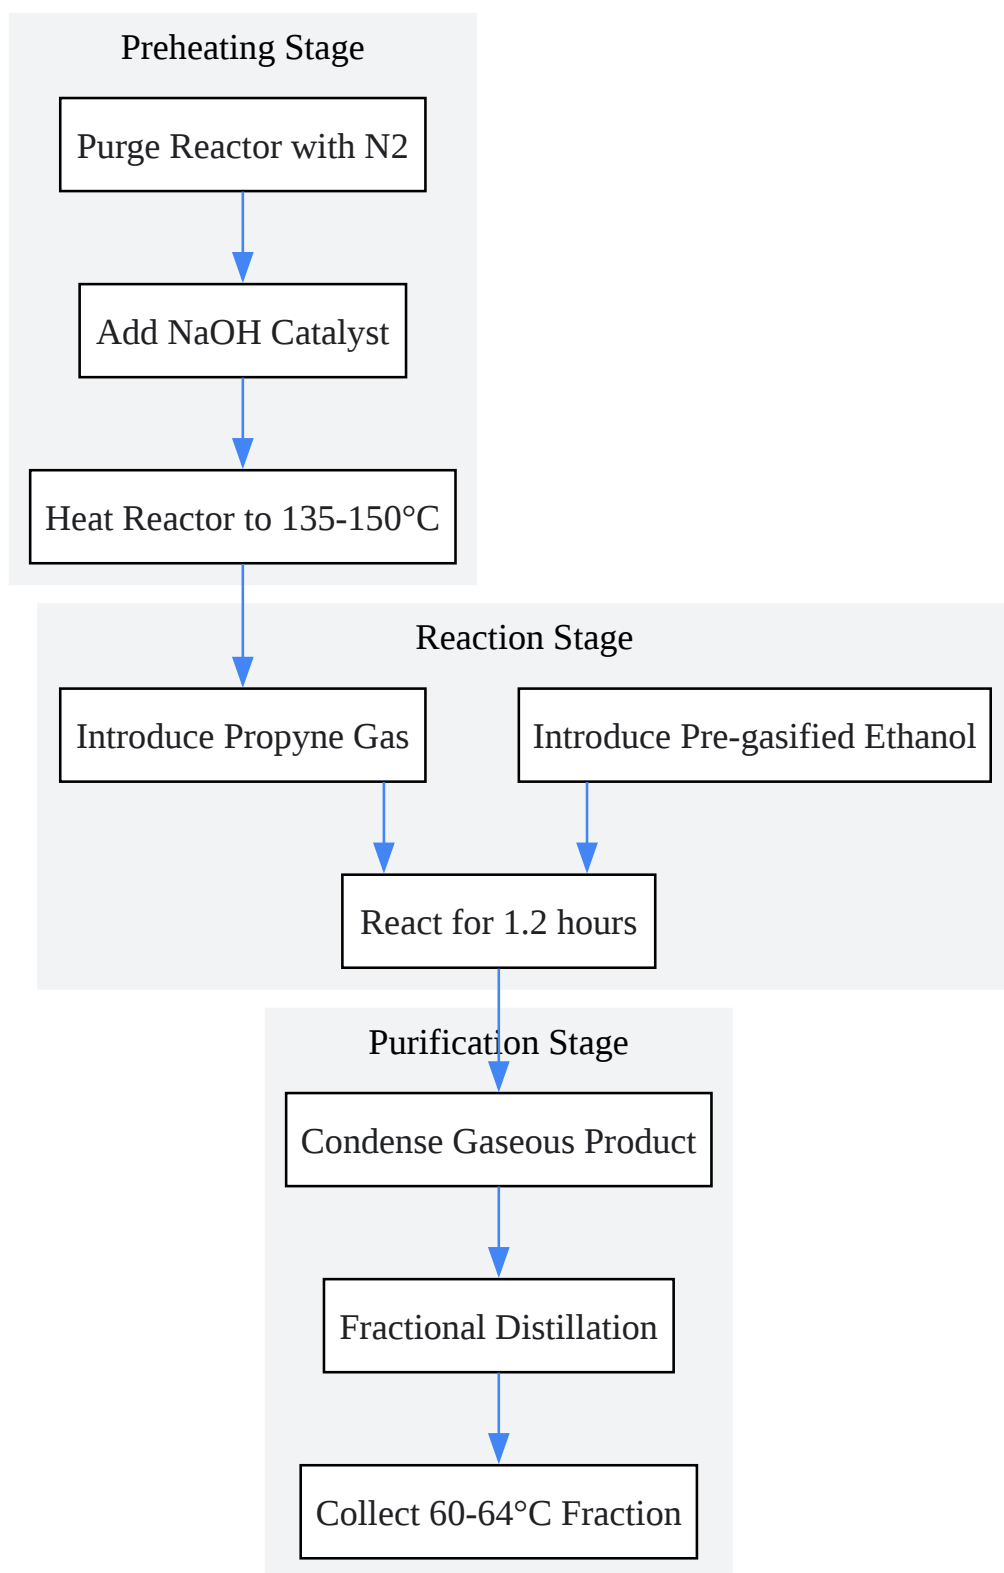 Preheating Stage
Purge Reactor with N2
Add NaOH Catalyst
Heat Reactor to 135-150°C
Reaction Stage
Introduce Propyne Gas
Introduce Pre-gasified Ethanol
React for 1.2 hours
Purification Stage
Condense Gaseous Product
Fractional Distillation
Collect 60-64°C Fraction